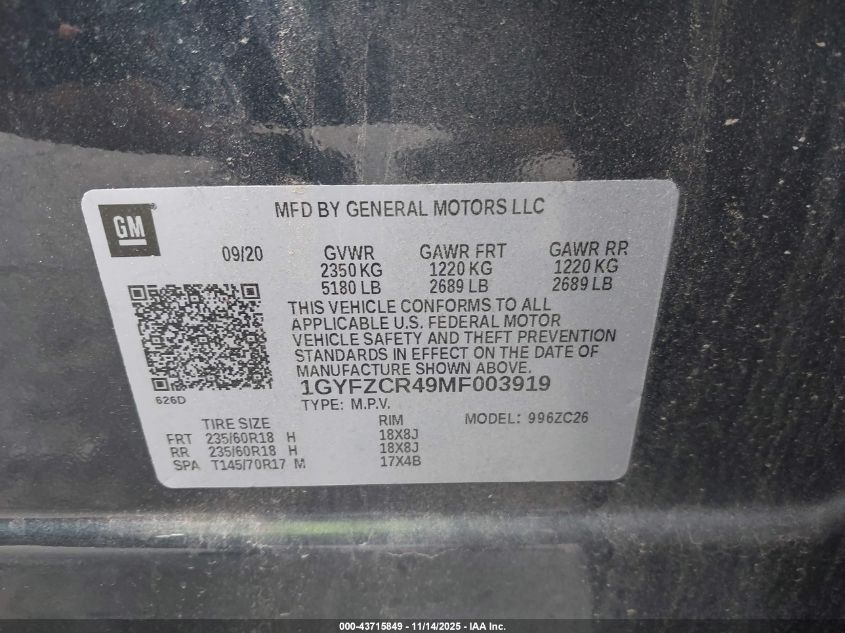 GM
MFD BY GENERAL MOTORS LLC
09/20 GVWR GAWR FRT GAWR RR
2350 KG 1220 KG 1220 KG
5180 LB 2689 LB 2689 LB
THIS VEHICLE CONFORMS TO ALL
APPLICABLE U.S. FEDERAL MOTOR
VEHICLE SAFETY AND THEFT PREVENTION
STANDARDS IN EFFECT ON THE DATE OF
MANUFACTURE SHOWN ABOVE.
626D
1GYFZCR49MF003919
TYPE: M.P.V.
TIRE SIZE RIM MODEL: 996ZC26
FRT 235/60R18 H 18X8J
RR 235/60R18 H 18X8J
SPA T145/70R17 M 17X4B
000-43715849 | 11/14/2025 - IAA Inc.